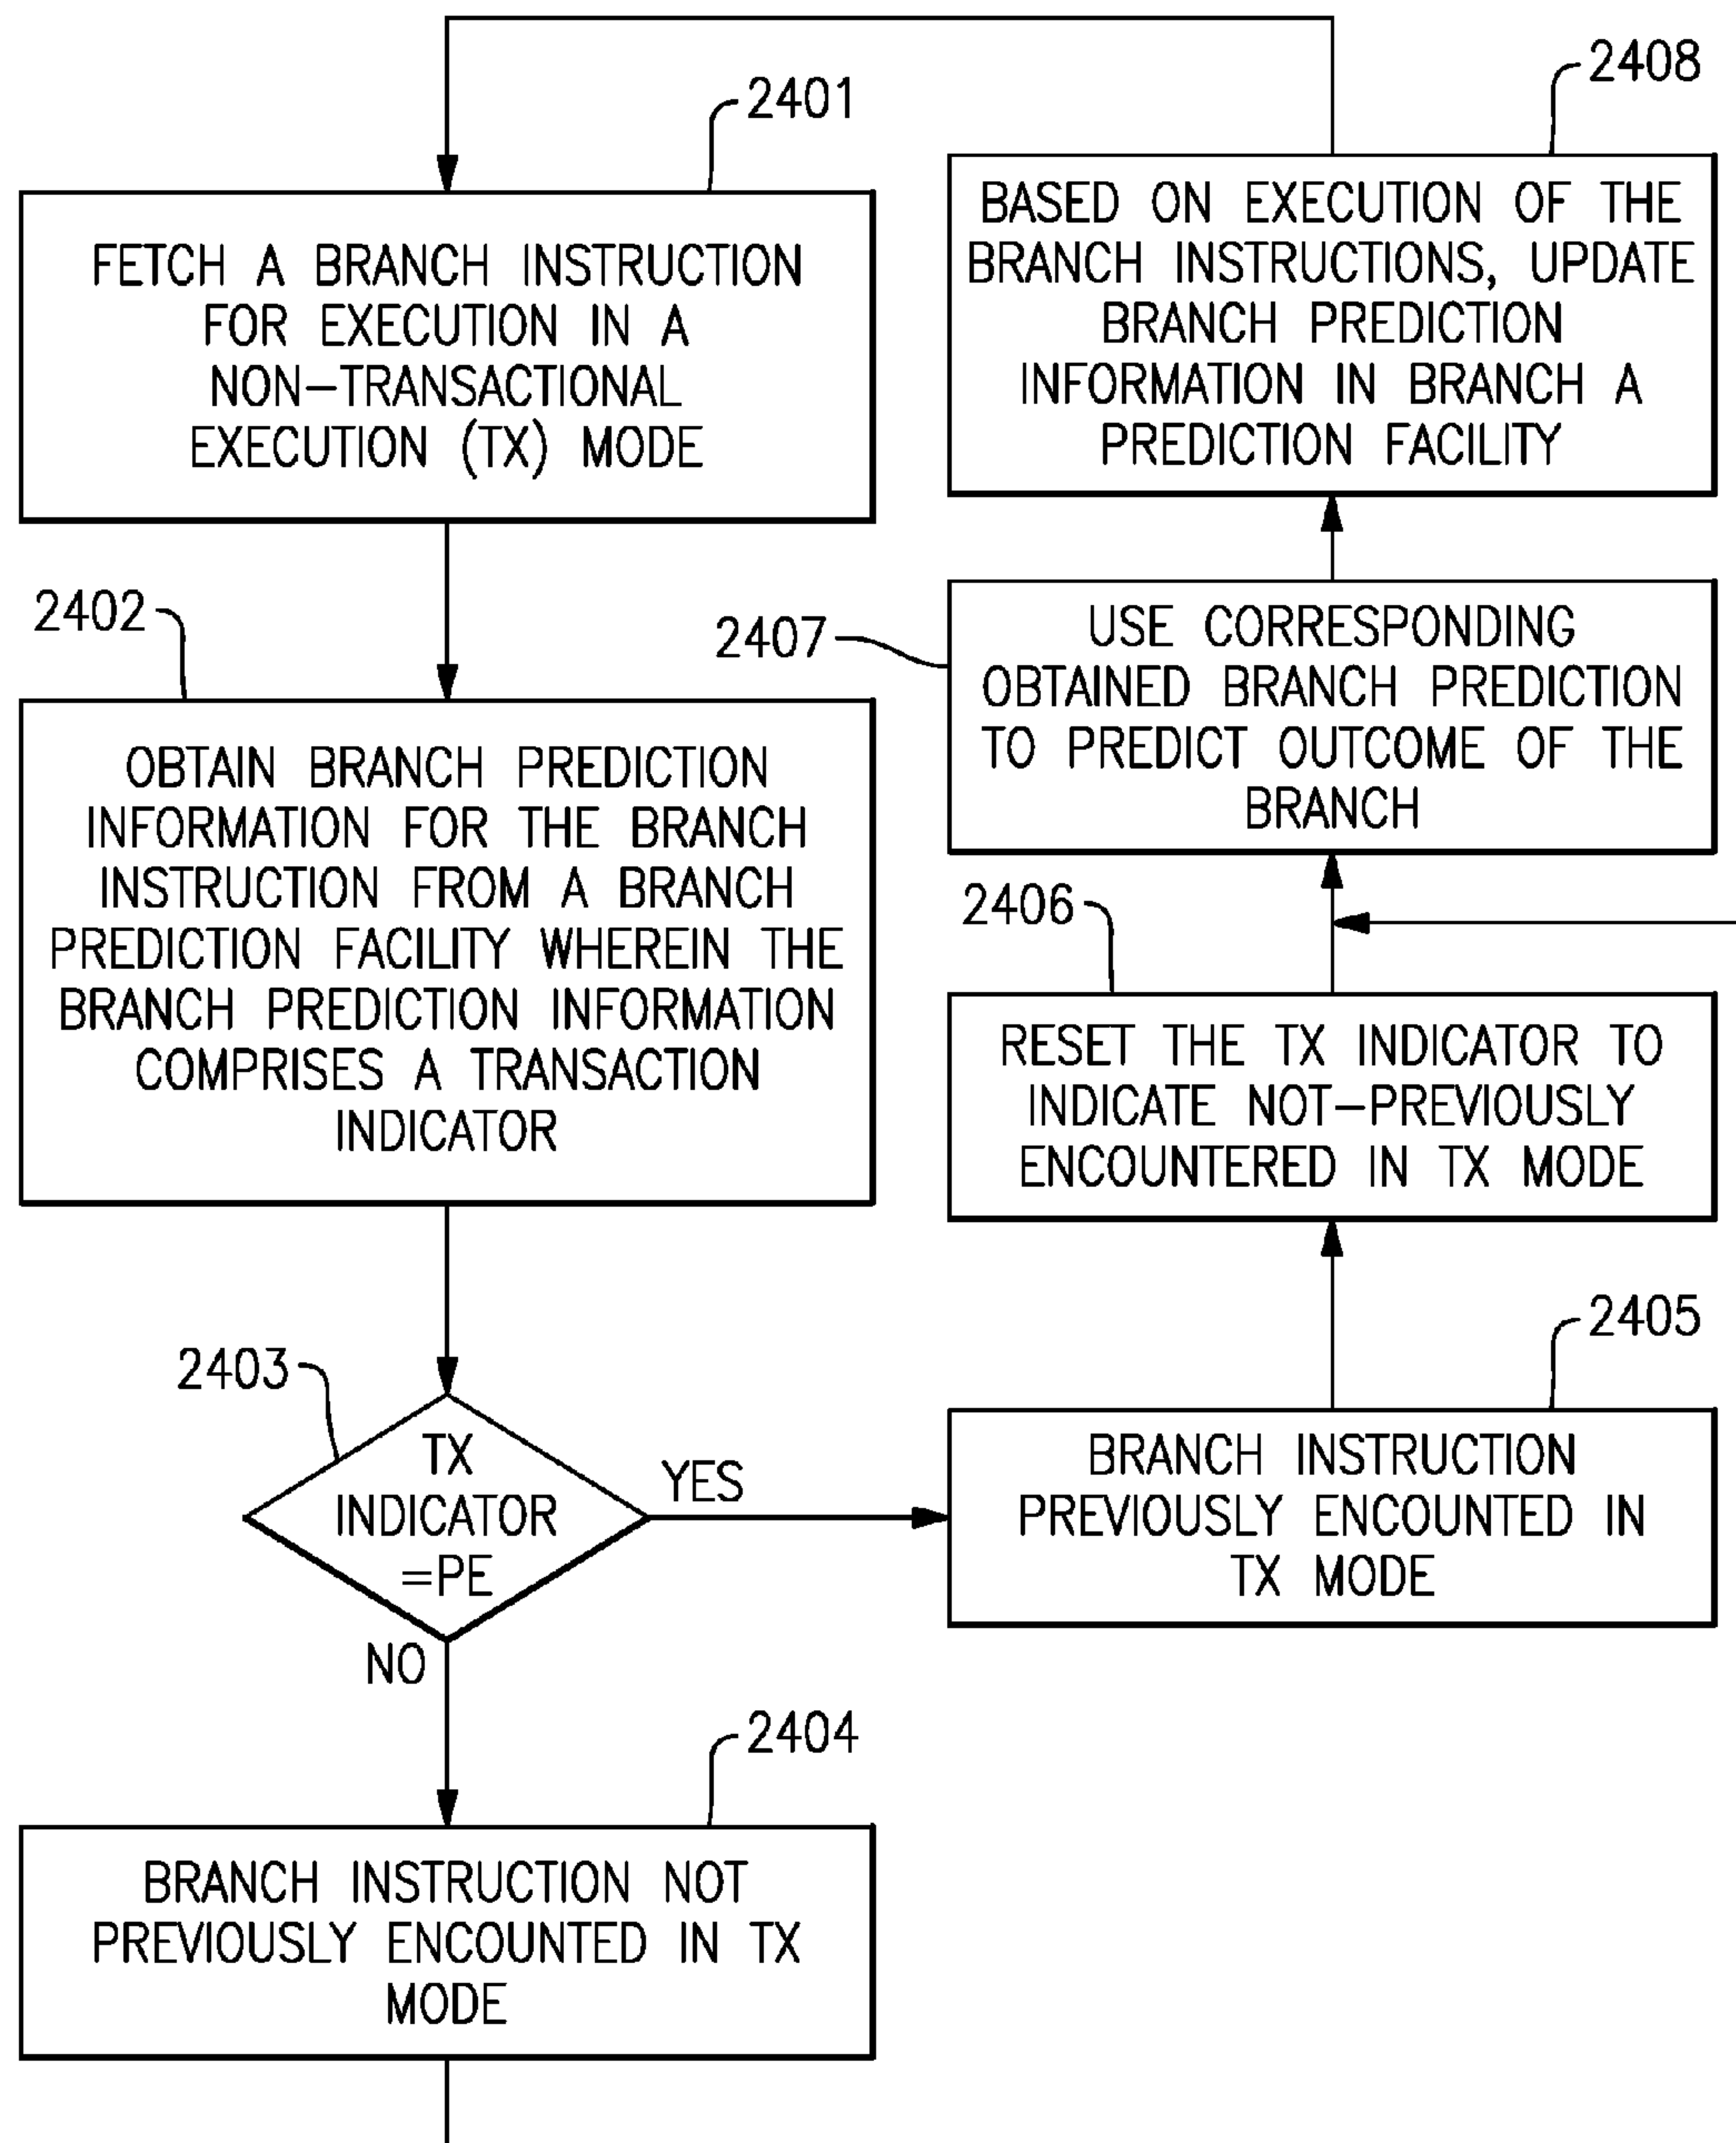 2401
FETCH A BRANCH INSTRUCTION
FOR EXECUTION IN A
NON-TRANSACTIONAL
EXECUTION (TX) MODE
2402
OBTAIN BRANCH PREDICTION
INFORMATION FOR THE BRANCH
INSTRUCTION FROM A BRANCH
PREDICTION FACILITY WHEREIN THE
BRANCH PREDICTION INFORMATION
COMPRISES A TRANSACTION
INDICATOR
2403
TX
INDICATOR
=PE
YES
NO
2404
BRANCH INSTRUCTION NOT
PREVIOUSLY ENCOUNTED IN TX
MODE
2405
BRANCH INSTRUCTION
PREVIOUSLY ENCOUNTED IN
TX MODE
2406
RESET THE TX INDICATOR TO
INDICATE NOT-PREVIOUSLY
ENCOUNTERED IN TX MODE
2407
USE CORRESPONDING
OBTAINED BRANCH PREDICTION
TO PREDICT OUTCOME OF THE
BRANCH
2408
BASED ON EXECUTION OF THE
BRANCH INSTRUCTIONS, UPDATE
BRANCH PREDICTION
INFORMATION IN BRANCH A
PREDICTION FACILITY